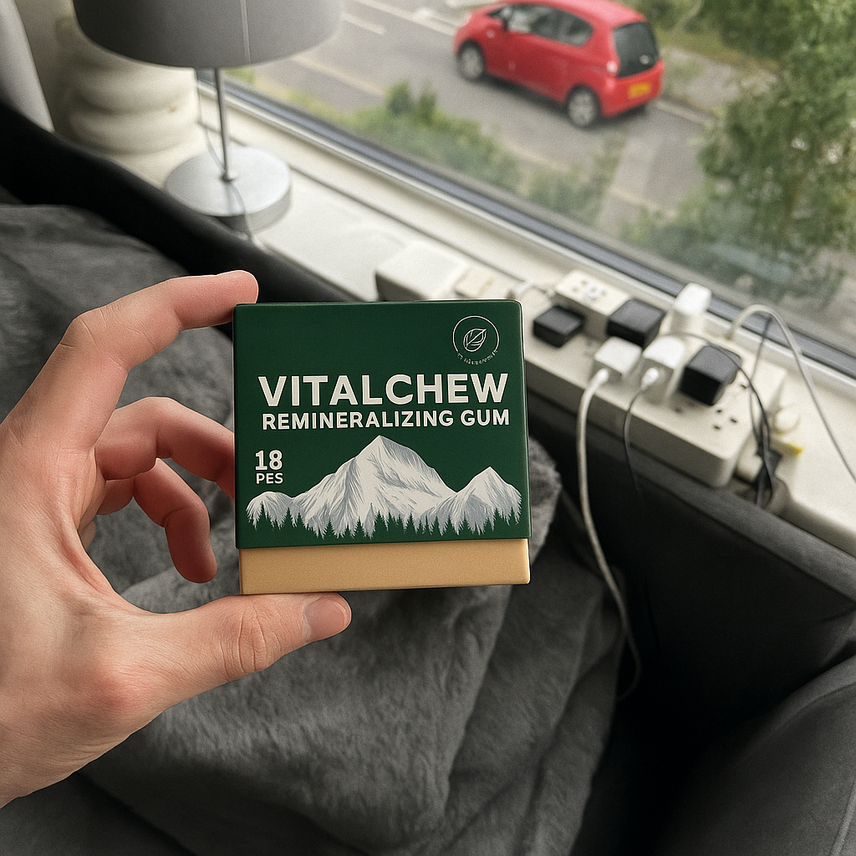 VITALCHEW
REMINERALIZING GUM
18
PES